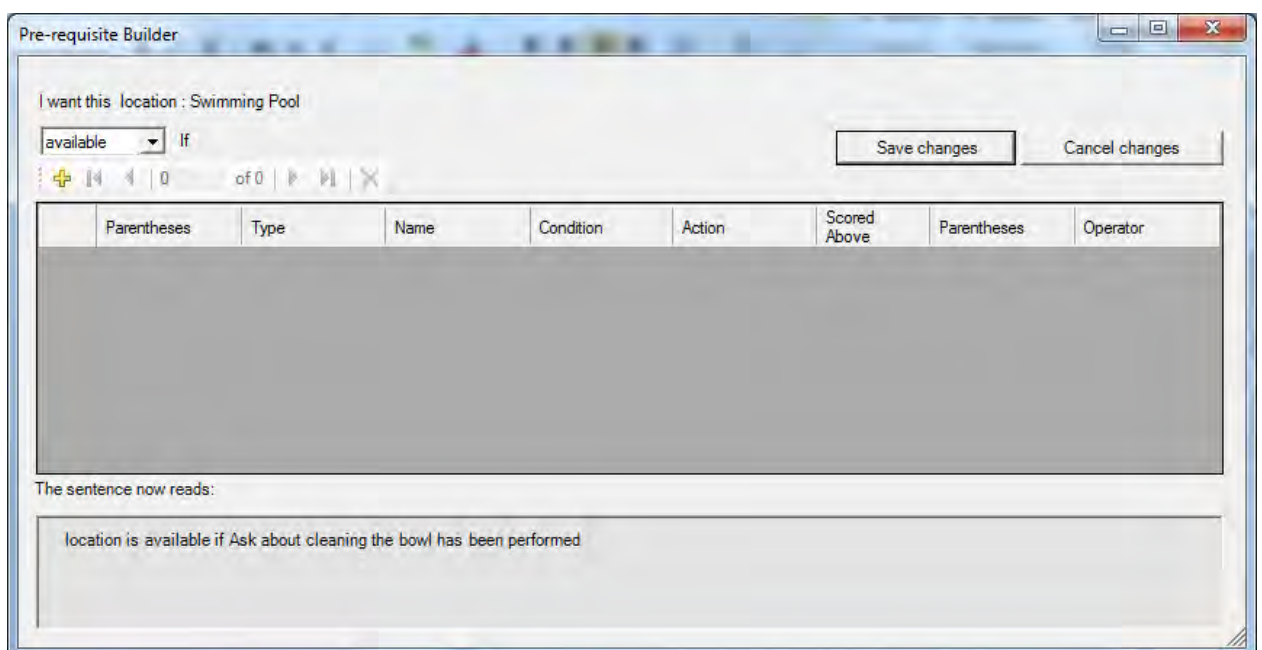 Pre-requisite Builder
I want this location : Swimming Pool
available If
Save changes Cancel changes
0 of 0
Parentheses Type Name Condition Action Scored Above Parentheses Operator
The sentence now reads:
location is available if Ask about cleaning the bowl has been performed